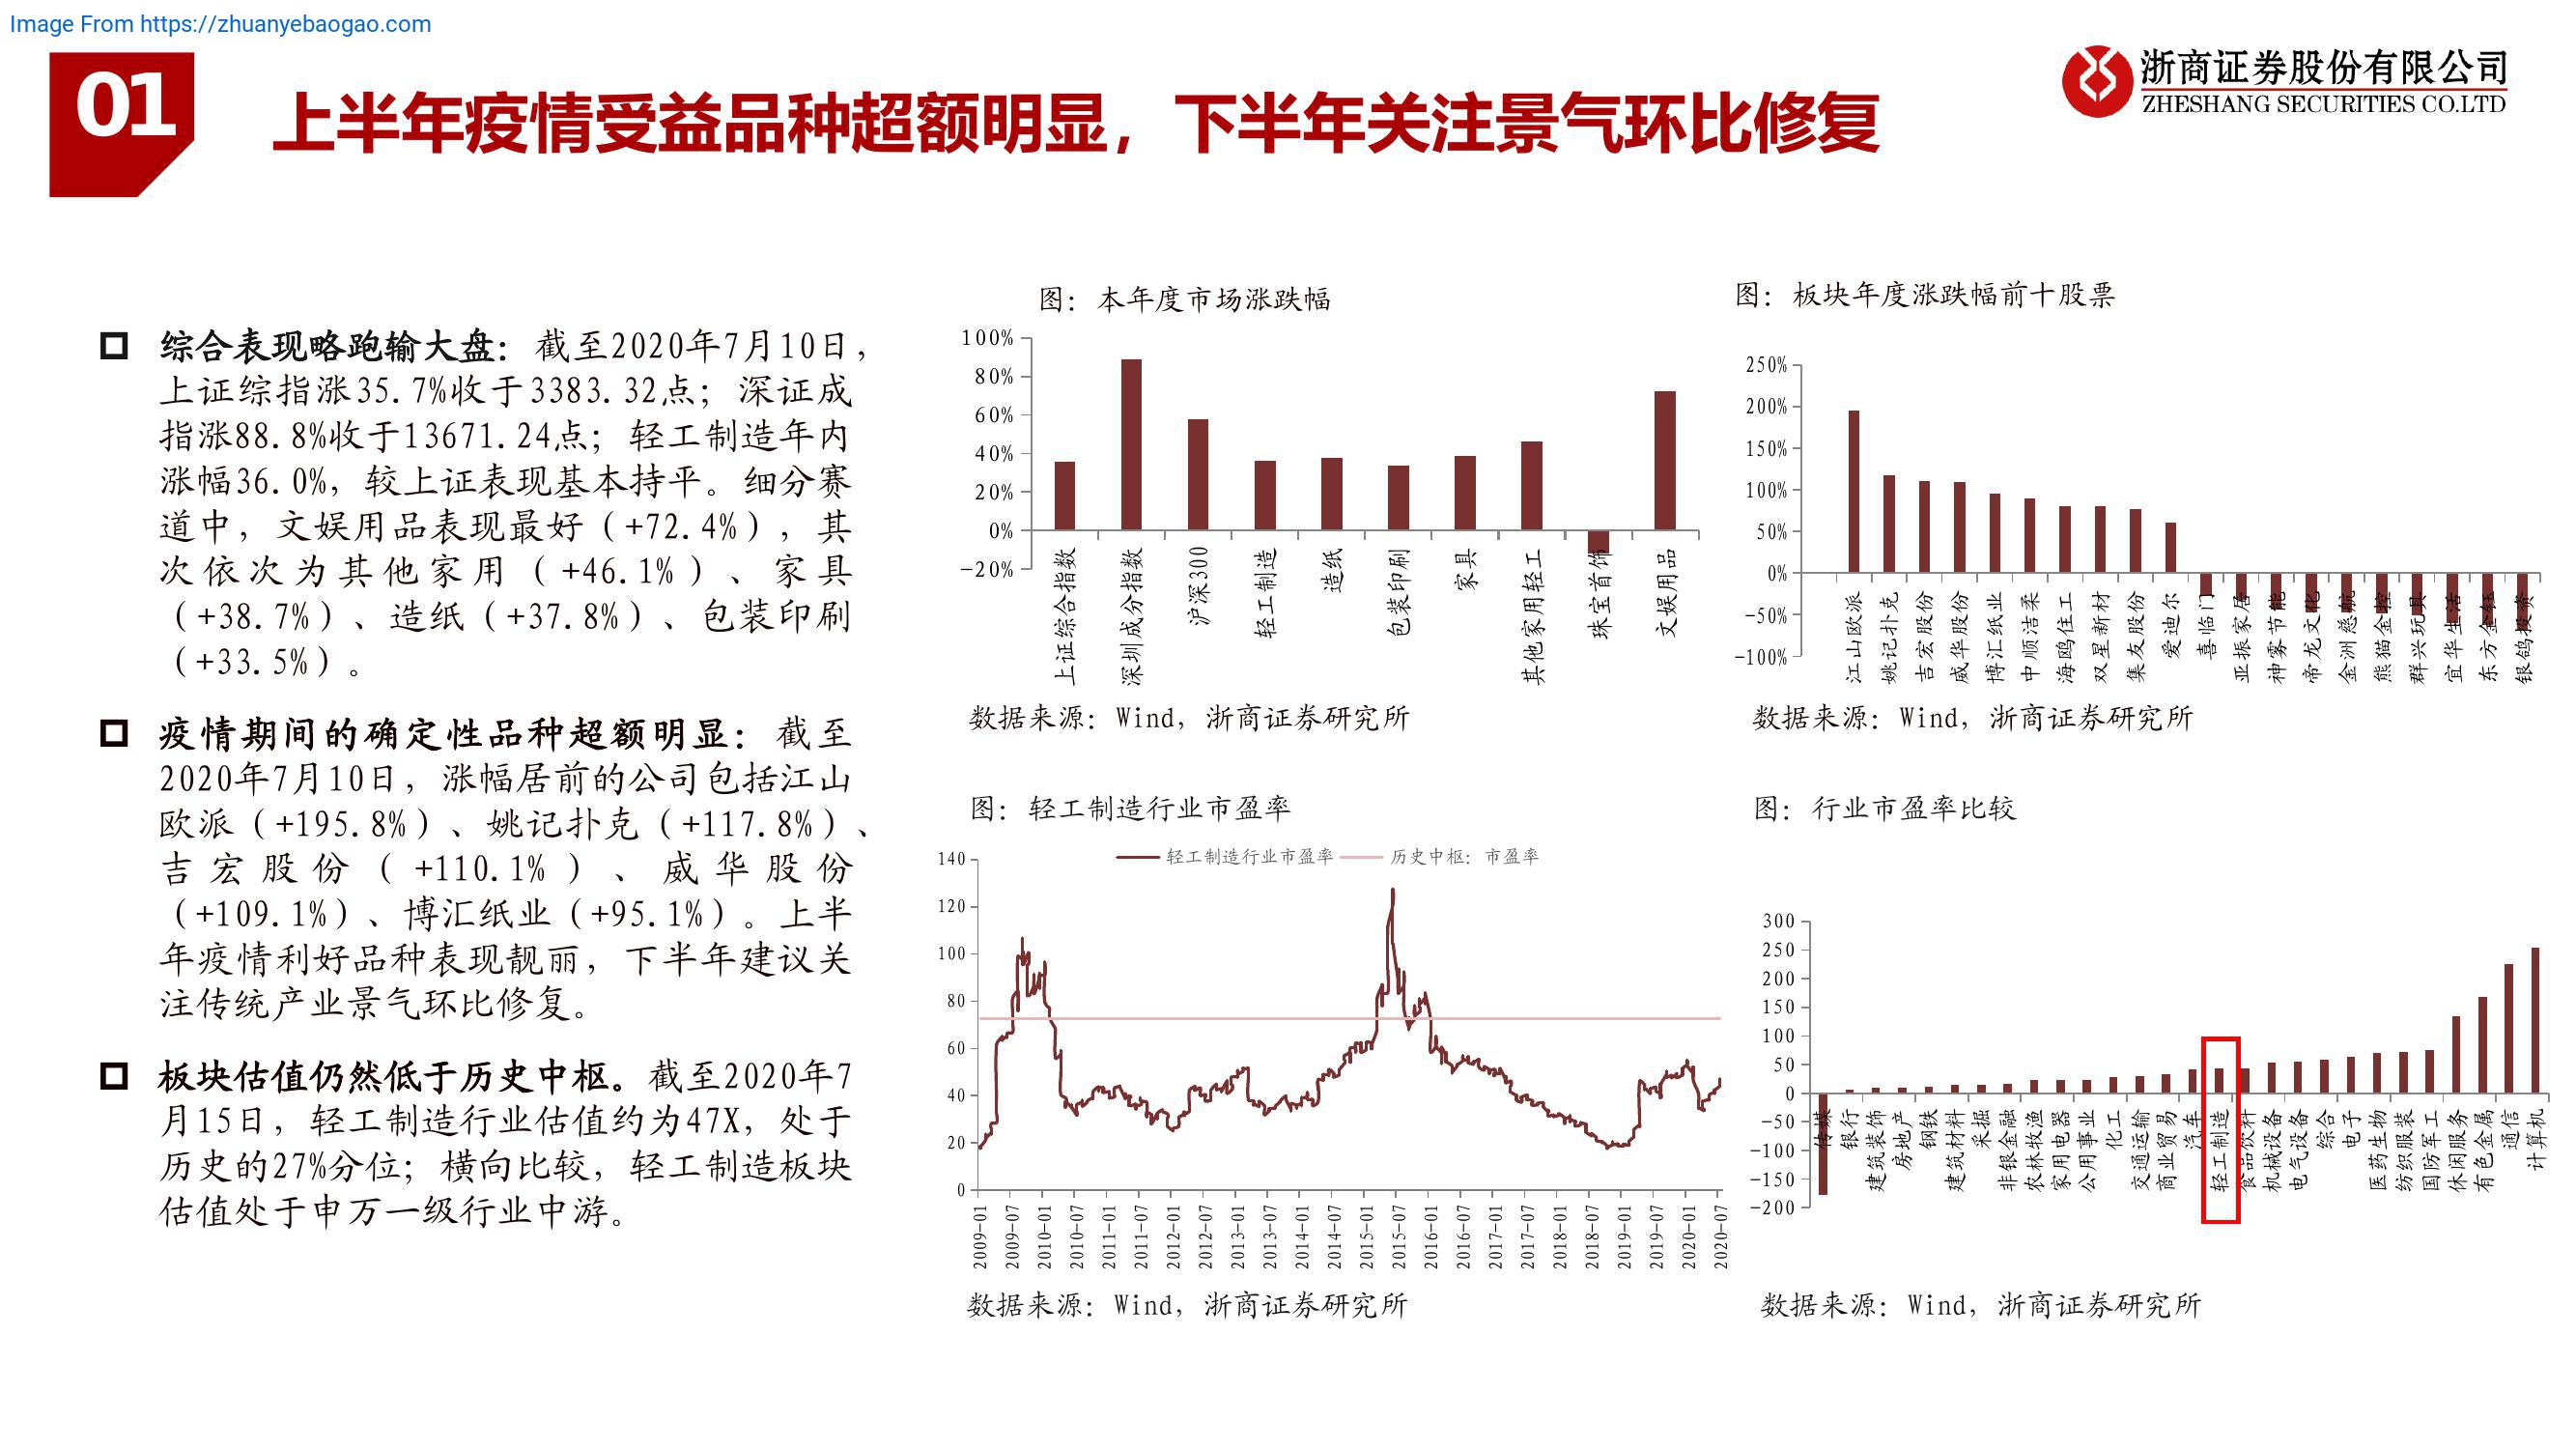 Image From https://zhuanyebaogao.com
01
上半年疫情受益品种超额明显，下半年关注景气环比修复
浙商证券股份有限公司
ZHESHANG SECURITIES CO.LTD
综合表现略跑输大盘：截至2020年7月10日，
上证综指涨35.7%收于3383.32点；深证成
指涨88.8%收于13671.24点；轻工制造年内
涨幅36.0%，较上证表现基本持平。细分赛
道中，文娱用品表现最好（+72.4%），其
次依次为其他家用（+46.1%）、家具
（+38.7%）、造纸（+37.8%）、包装印刷
（+33.5%）。
疫情期间的确定性品种超额明显：截至
2020年7月10日，涨幅居前的公司包括江山
欧派（+195.8%）、姚记扑克（+117.8%）、
吉宏股份（+110.1%）、威华股份
（+109.1%）、博汇纸业（+95.1%）。上半
年疫情利好品种表现靓丽，下半年建议关
注传统产业景气环比修复。
板块估值仍然低于历史中枢。截至2020年7
月15日，轻工制造行业估值约为47X，处于
历史的27%分位；横向比较，轻工制造板块
估值处于申万一级行业中游。
图：本年度市场涨跌幅
100%
80%
60%
40%
20%
0%
-20%
上证综合指数
深圳成分指数
沪深300
轻工制造
造纸
包装印刷
家具
其他家用轻工
珠宝首饰
文娱用品
数据来源：Wind，浙商证券研究所
图：板块年度涨跌幅前十股票
250%
200%
150%
100%
50%
0%
-50%
-100%
江山欧派
姚记扑克
吉宏股份
威华股份
博汇纸业
中顺洁柔
海鸥住工
双星新材
集友股份
爱迪尔
喜临门
亚振家居
神雾节能
帝龙文化
金洲慈航
熊猫金控
群兴玩具
宜华生活
东方金钰
银鸽投资
数据来源：Wind，浙商证券研究所
图：轻工制造行业市盈率
轻工制造行业市盈率
历史中枢：市盈率
140
120
100
80
60
40
20
0
2009-01
2009-07
2010-01
2010-07
2011-01
2011-07
2012-01
2012-07
2013-01
2013-07
2014-01
2014-07
2015-01
2015-07
2016-01
2016-07
2017-01
2017-07
2018-01
2018-07
2019-01
2019-07
2020-01
2020-07
数据来源：Wind，浙商证券研究所
图：行业市盈率比较
300
250
200
150
100
50
0
-50
-100
-150
-200
传媒
银行
建筑装饰
房地产
钢铁
建筑材料
采掘
非银金融
农林牧渔
家用电器
公用事业
化工
交通运输
商业贸易
汽车
轻工制造
食品饮料
机械设备
电气设备
综合
电子
医药生物
纺织服装
国防军工
休闲服务
有色金属
通信
计算机
数据来源：Wind，浙商证券研究所